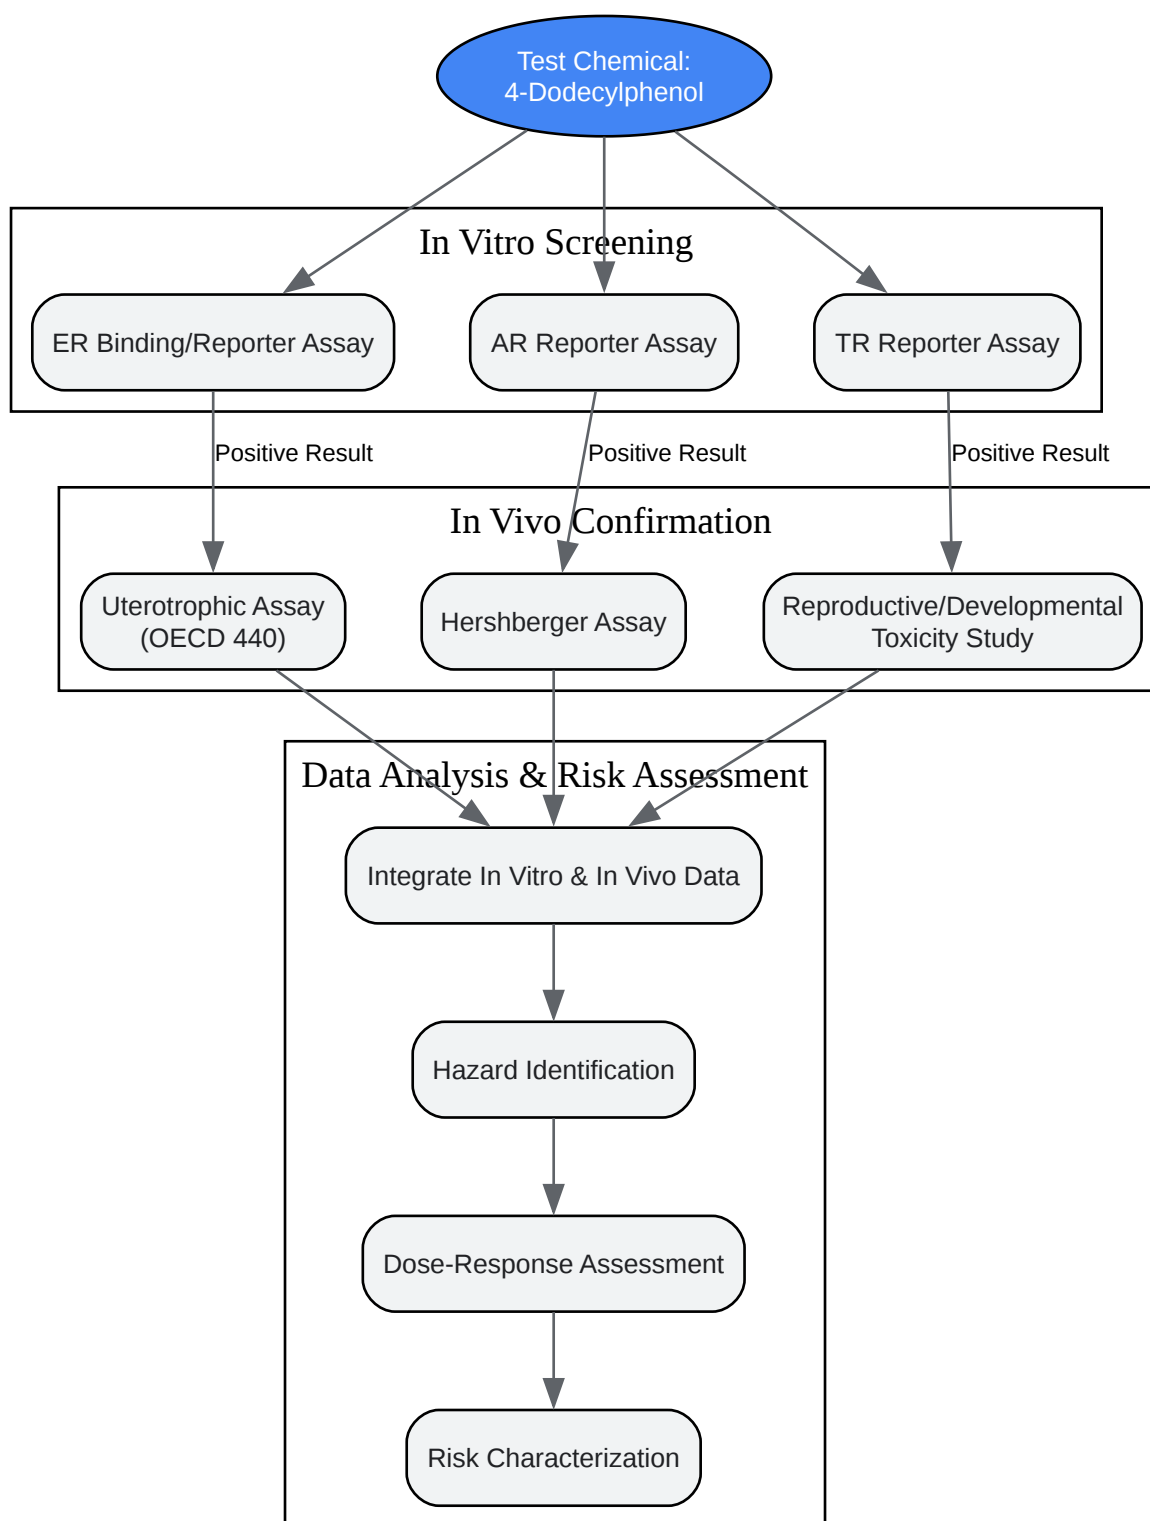 Test Chemical:
4-Dodecylphenol
In Vitro Screening
ER Binding/Reporter Assay
AR Reporter Assay
TR Reporter Assay
Positive Result
Positive Result
Positive Result
In Vivo Confirmation
Uterotrophic Assay
(OECD 440)
Hershberger Assay
Reproductive/Developmental
Toxicity Study
Data Analysis & Risk Assessment
Integrate In Vitro & In Vivo Data
Hazard Identification
Dose-Response Assessment
Risk Characterization